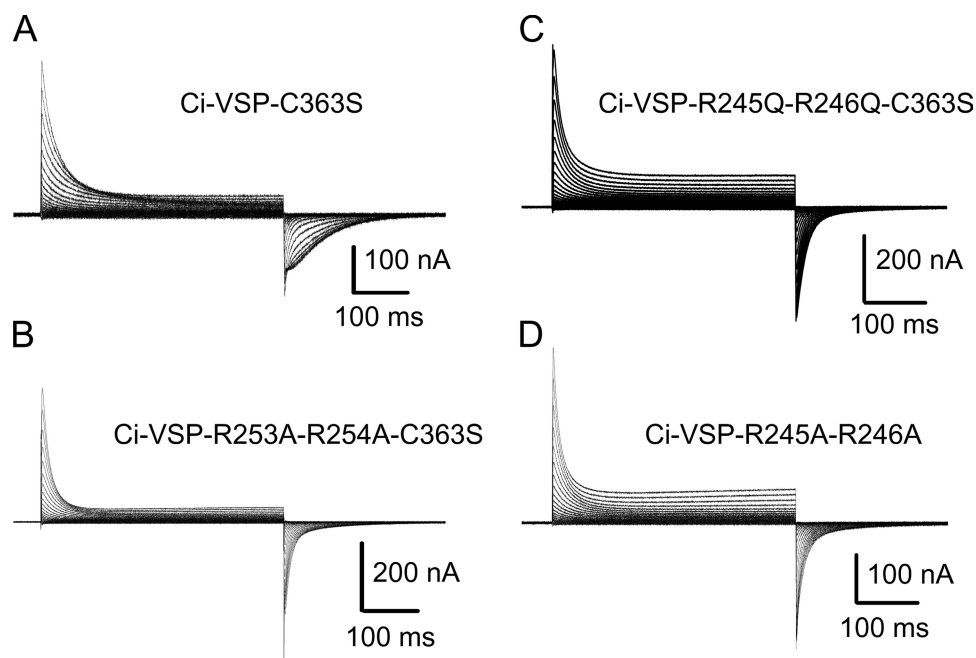 A
Ci-VSP-C363S
100 nA
100 ms
B
Ci-VSP-R253A-R254A-C363S
200 nA
100 ms
C
Ci-VSP-R245Q-R246Q-C363S
200 nA
100 ms
D
Ci-VSP-R245A-R246A
100 nA
100 ms